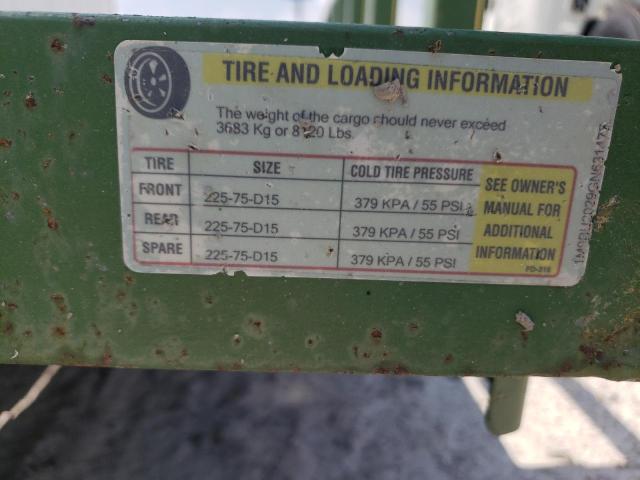 TIRE AND LOADING INFORMATION
The weight of the cargo should never exceed
3683 Kg or 8120 Lbs.
TIRE SIZE COLD TIRE PRESSURE
FRONT 225-75-D15 379 KPA / 55 PSI
REAR 225-75-D15 379 KPA / 55 PSI
SPARE 225-75-D15 379 KPA / 55 PSI
SEE OWNER'S
MANUAL FOR
ADDITIONAL
INFORMATION